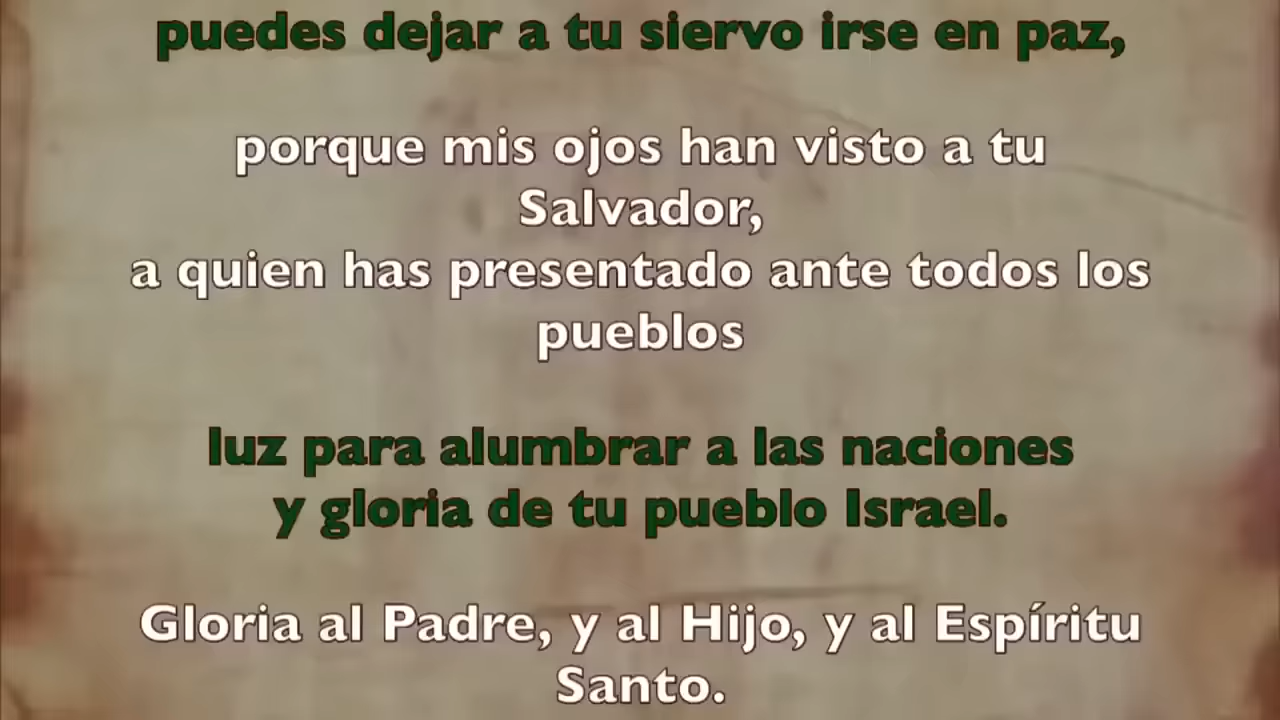 puedes dejar a tu siervo irse en paz,
porque mis ojos han visto a tu
Salvador,
a quien has presentado ante todos los
pueblos
luz para alumbrar a las naciones
y gloria de tu pueblo Israel.
Gloria al Padre, y al Hijo, y al Espíritu
Santo.